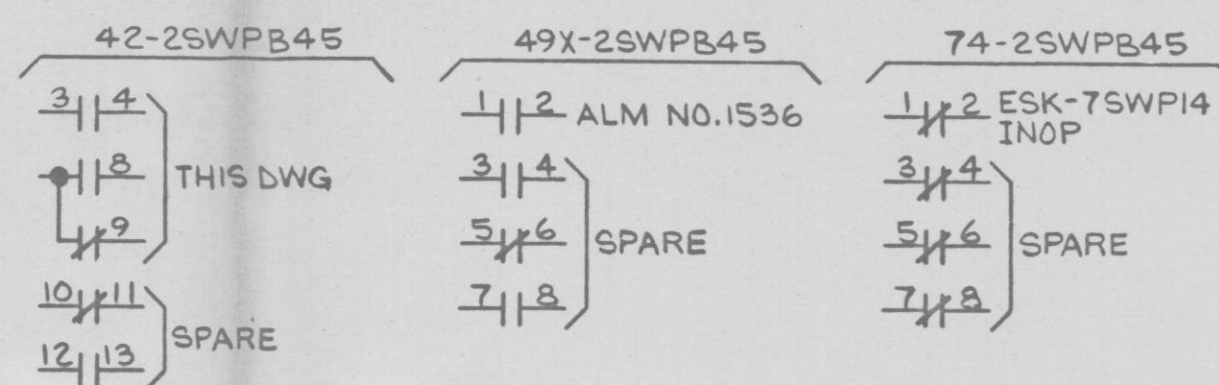 42-2SWPB45
3 4
8
9
THIS DWG
10 11
12 13
SPARE
49X-2SWPB45
1 2 ALM NO.1536
3 4
5 6
7 8
SPARE
74-2SWPB45
1 2 ESK-7SWP14
INOP
3 4
5 6
7 8
SPARE